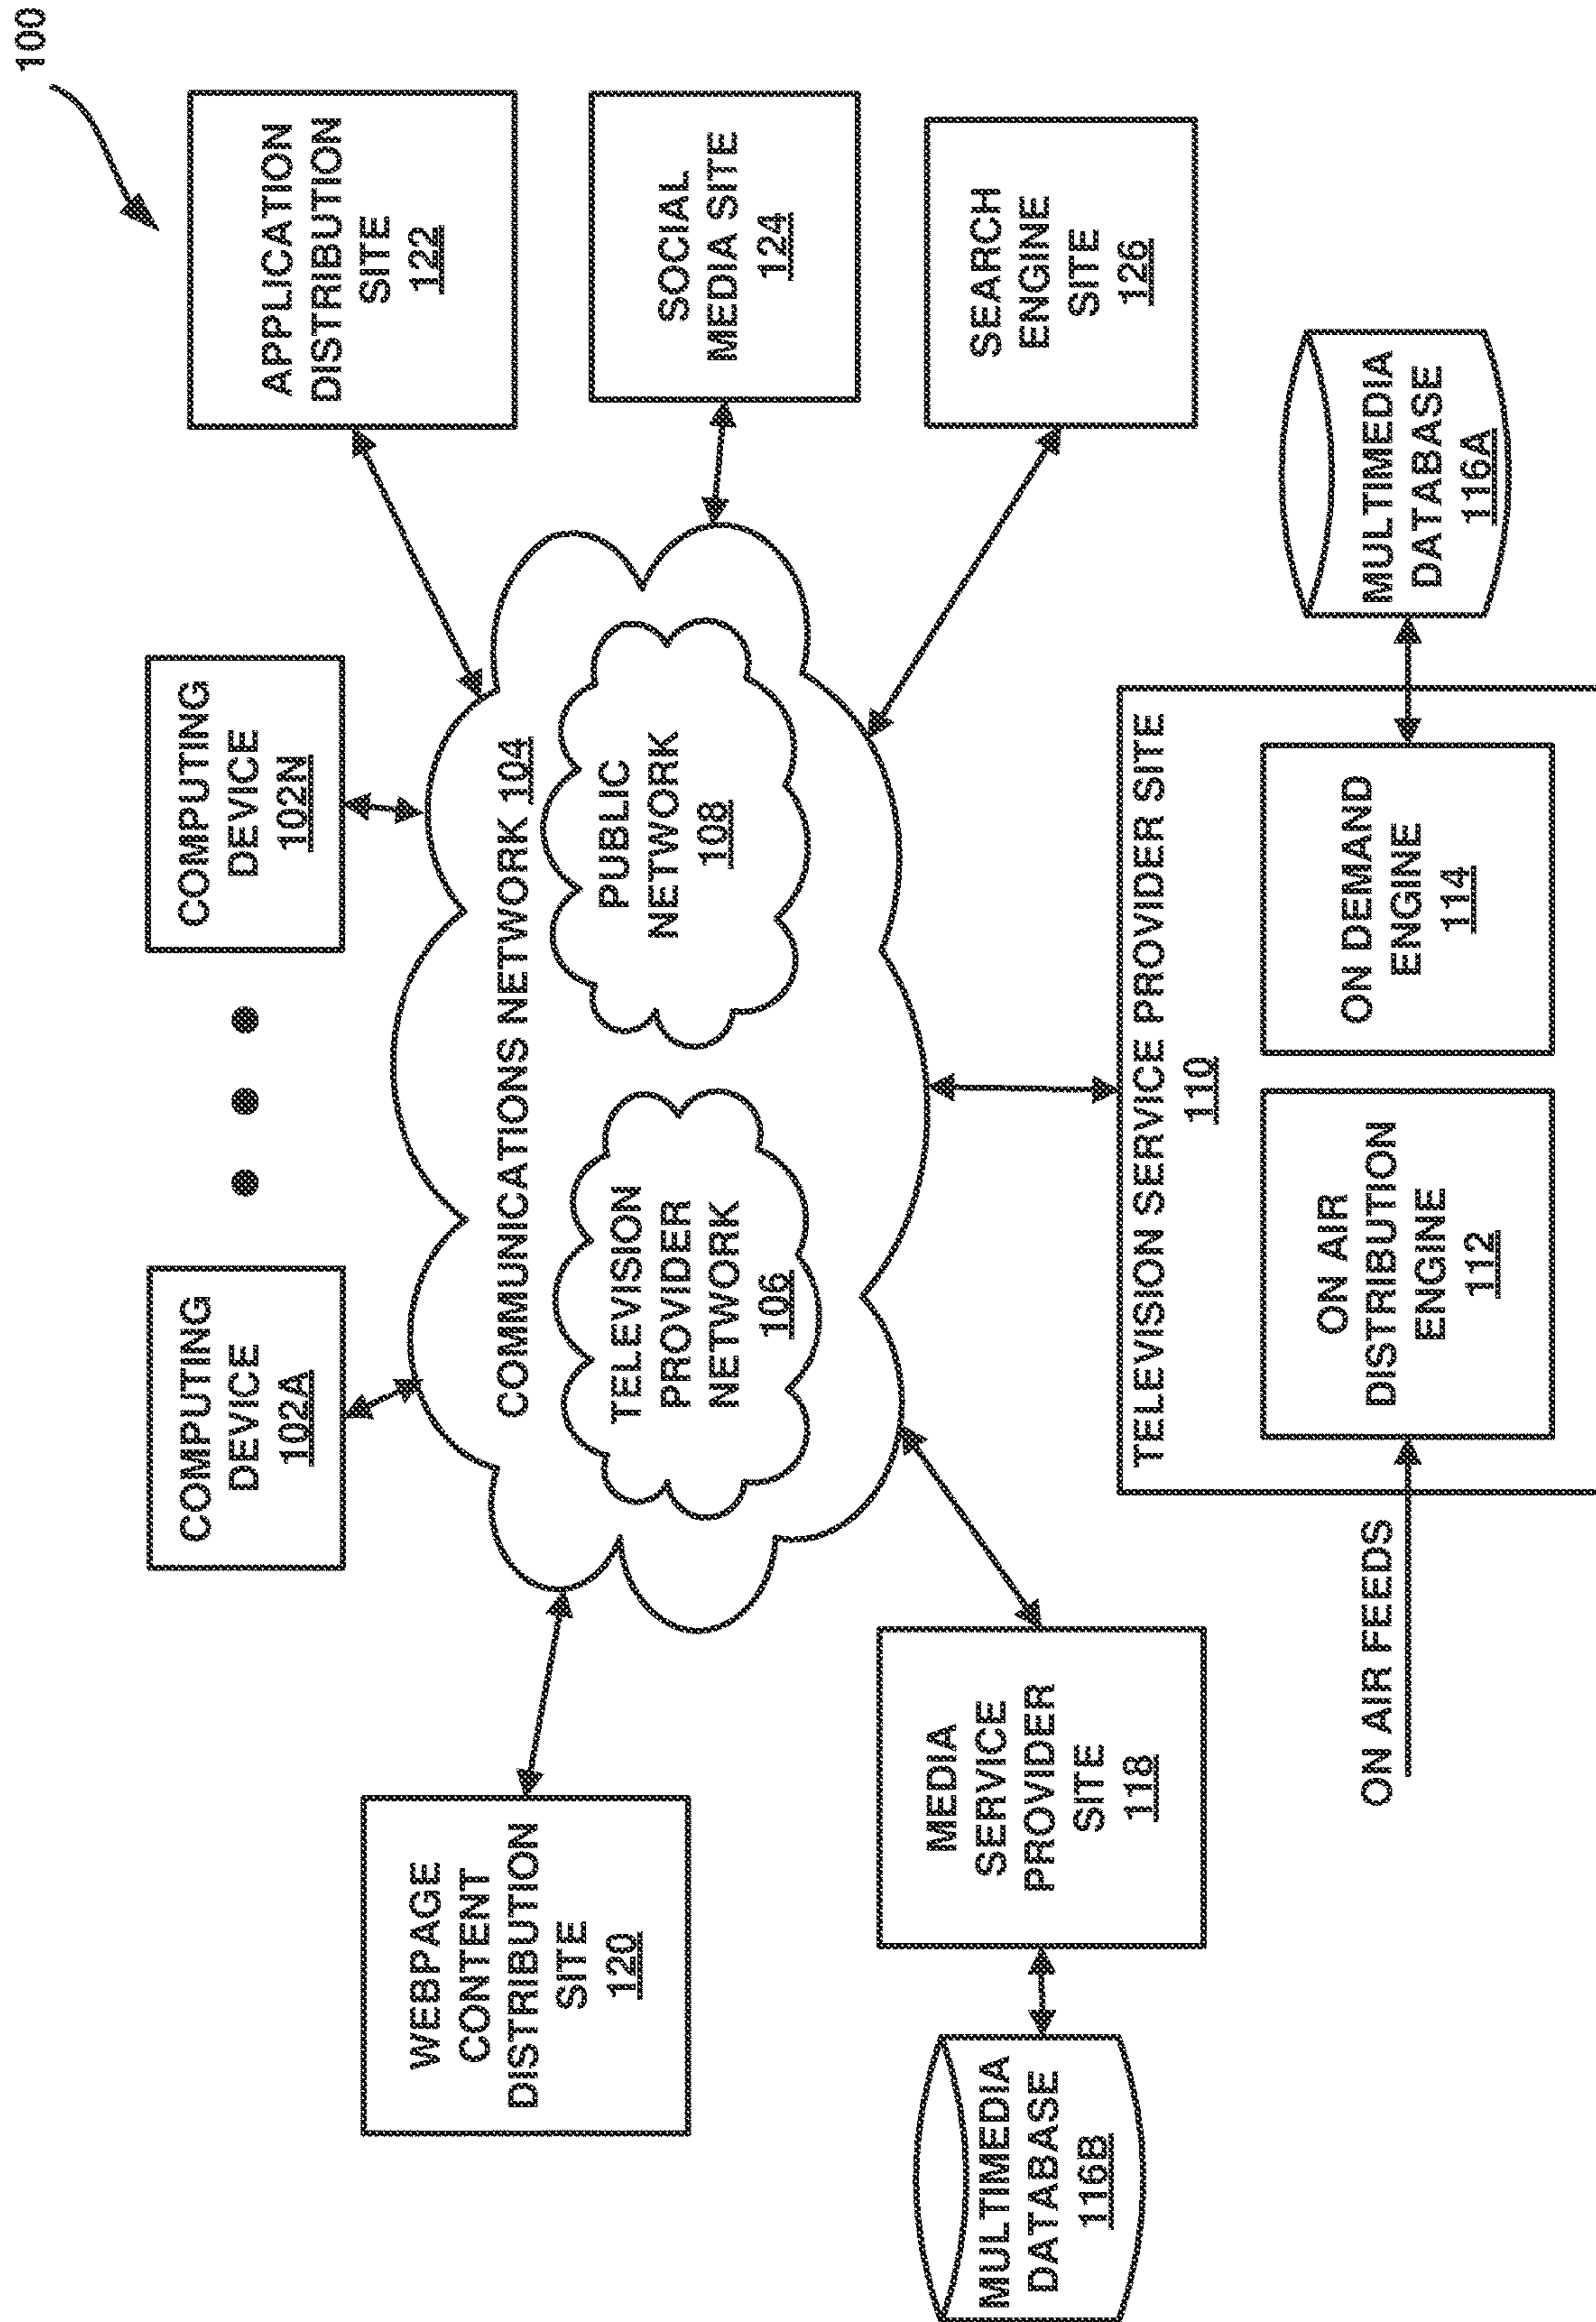 100
COMPUTING
DEVICE
102A
COMPUTING
DEVICE
102N
APPLICATION
DISTRIBUTION
SITE
122
WEBPAGE
CONTENT
DISTRIBUTION
SITE
120
COMMUNICATIONS NETWORK 104
TELEVISION
PROVIDER
NETWORK
106
PUBLIC
NETWORK
108
SOCIAL
MEDIA SITE
124
SEARCH
ENGINE
SITE
126
MEDIA
SERVICE
PROVIDER
SITE
118
MULTIMEDIA
DATABASE
116B
TELEVISION SERVICE PROVIDER SITE
110
ON AIR FEEDS
ON AIR
DISTRIBUTION
ENGINE
112
ON DEMAND
ENGINE
114
MULTIMEDIA
DATABASE
116A